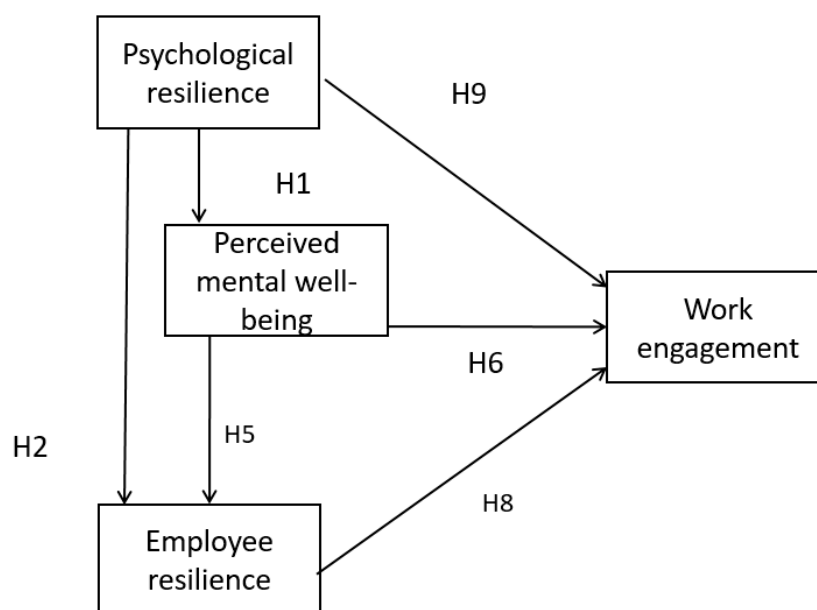 Psychological
resilience
H9
H1
Perceived
mental well-
being
Work
engagement
H6
H5
H2
H8
Employee
resilience